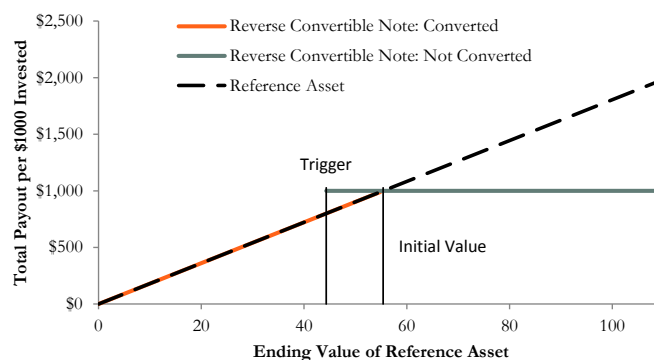 Total Payout per $1000 Invested
$2,500
$2,000
$1,500
$1,000
$500
$0
Reverse Convertible Note: Converted
Reverse Convertible Note: Not Converted
Reference Asset
Trigger
Initial Value
0 20 40 60 80 100
Ending Value of Reference Asset